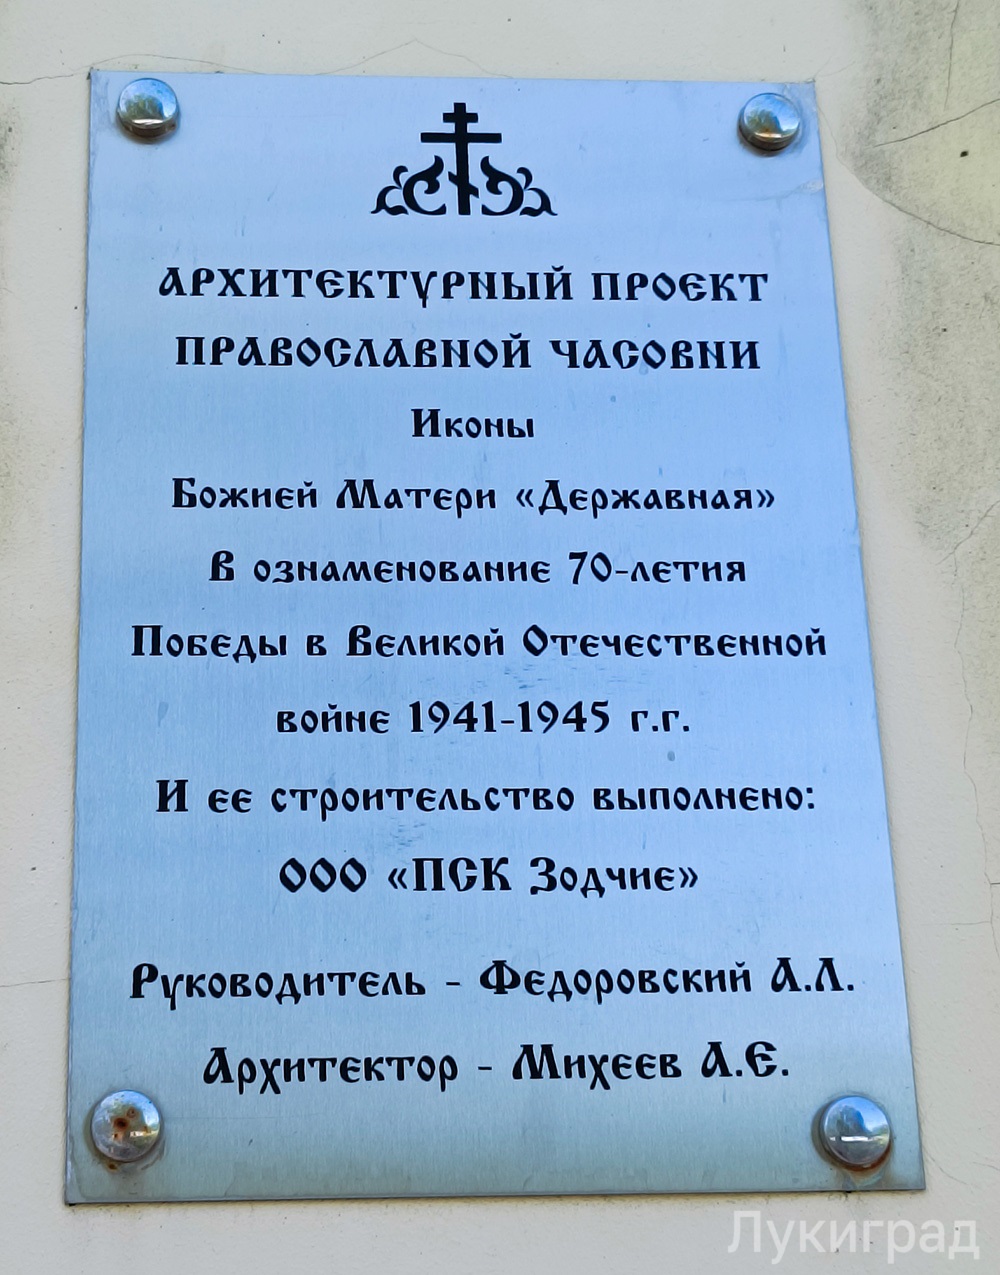 АРХИТЕКТУРНЫЙ ПРОЕКТ
ПРАВОСЛАВНОЙ ЧАСОВНИ
Иконы
Божией Матери «Державная»
В ознаменование 70-летия
Победы в Великой Отечественной
войне 1941-1945 г.г.
И ее строительство выполнено:
ООО «ПСК Зодчие»
Руководитель - Федоровский А.Л.
Архитектор - Михеев А.Е.
Лукиград